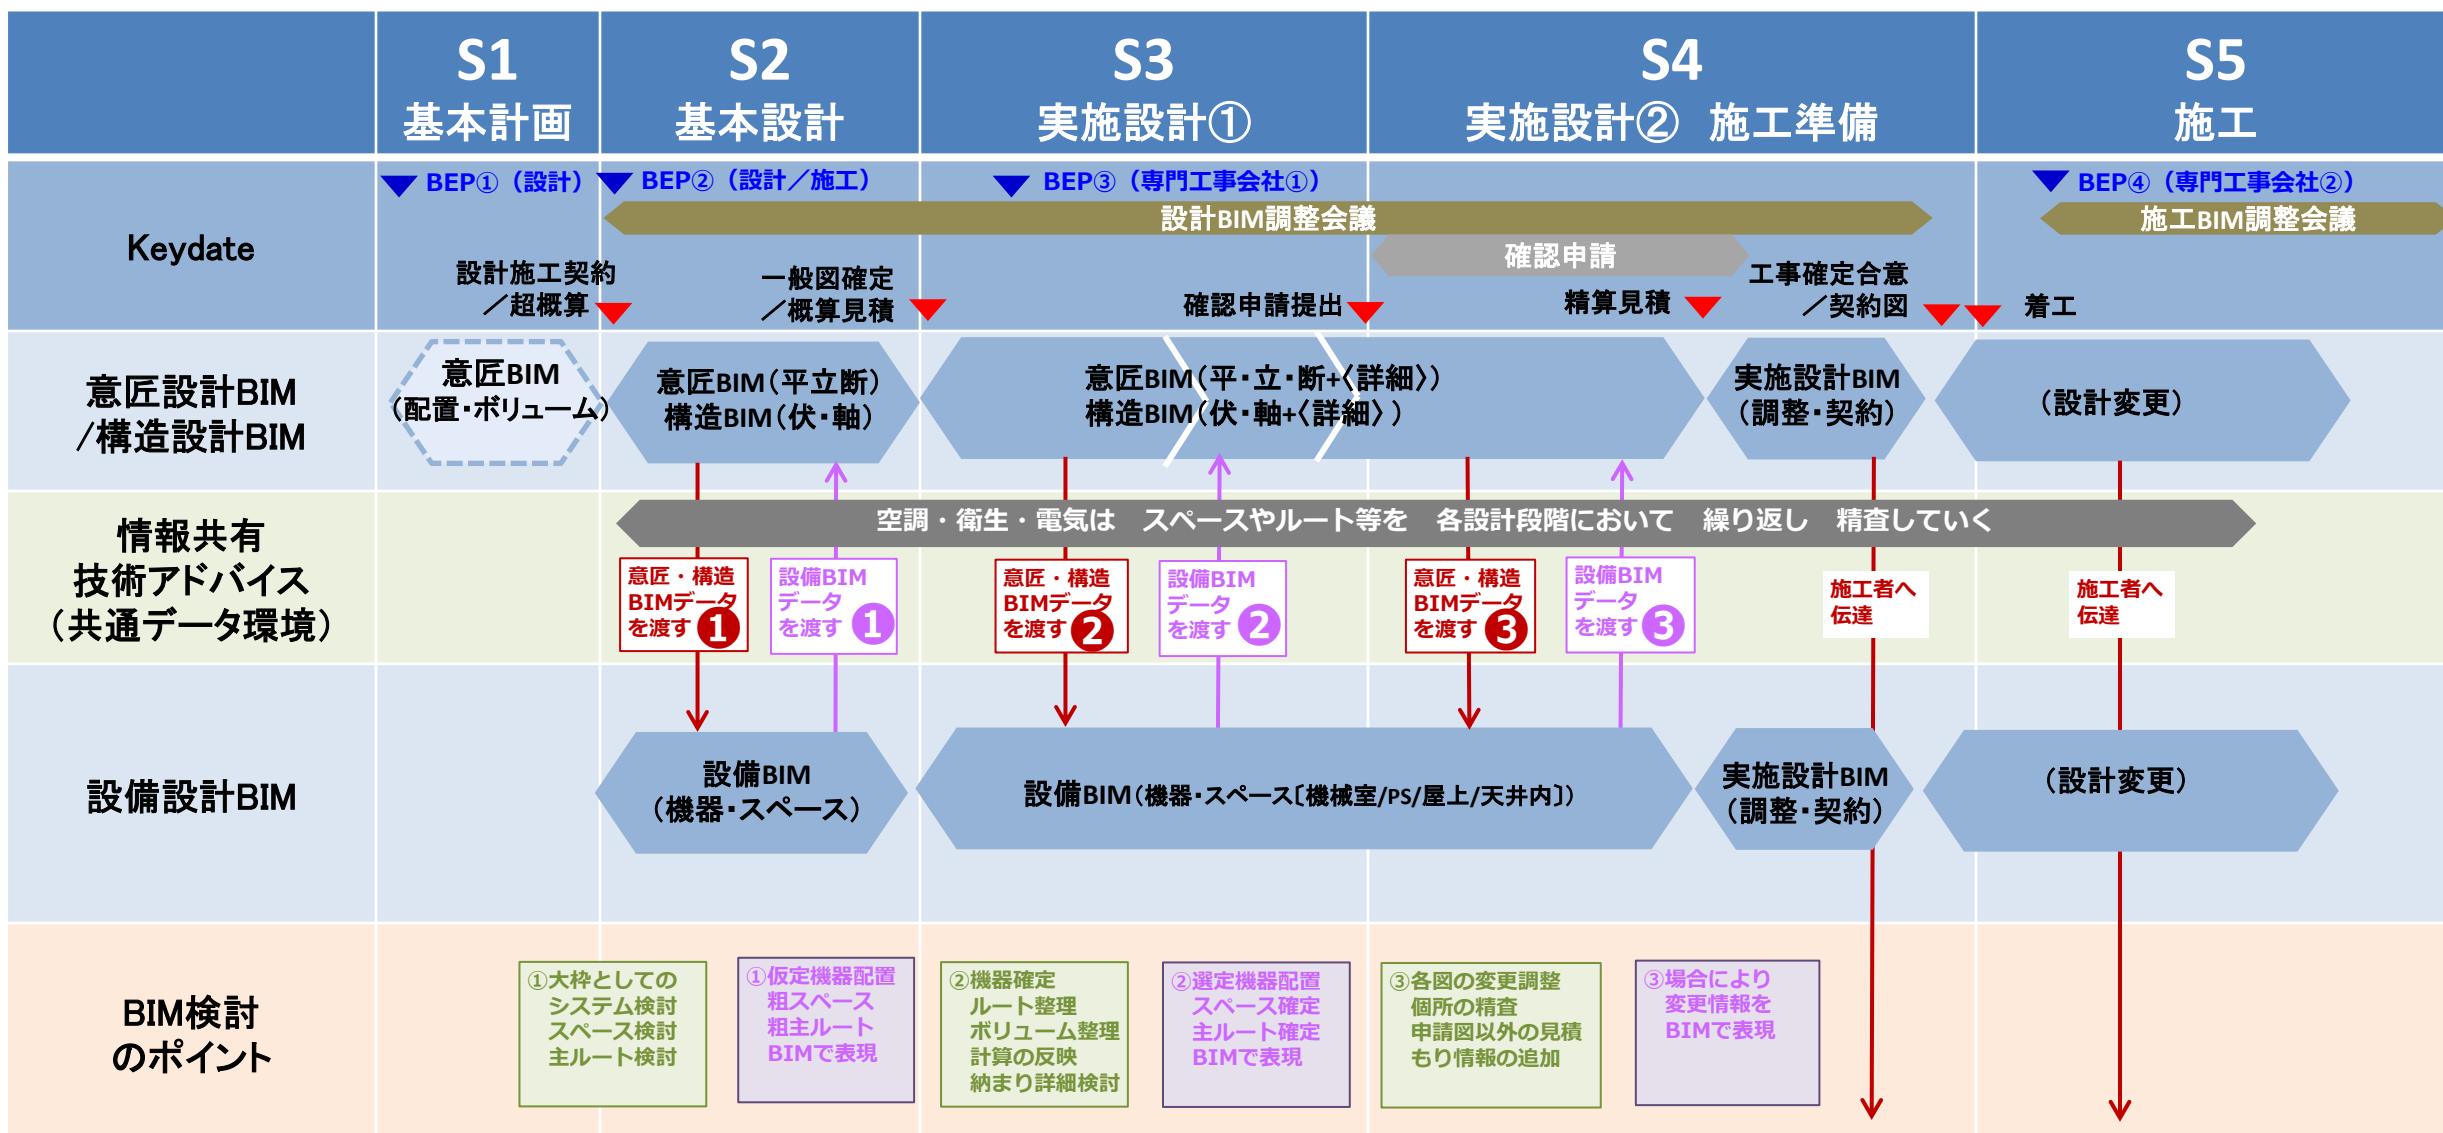 S1
基本計画
S2
基本設計
S3
実施設計①
S4
実施設計②　施工準備
S5
施工
Keydate
BEP①（設計）
BEP②（設計／施工）
BEP③（専門工事会社①）
BEP④（専門工事会社②）
設計BIM調整会議
施工BIM調整会議
確認申請
設計施工契約
／超概算
一般図確定
／概算見積
確認申請提出
精算見積
工事確定合意
／契約図
着工
意匠設計BIM
/構造設計BIM
意匠BIM
（配置・ボリューム）
意匠BIM（平立断）
構造BIM（伏・軸）
意匠BIM（平・立・断+〈詳細〉）
構造BIM（伏・軸+〈詳細〉）
実施設計BIM
（調整・契約）
（設計変更）
情報共有
技術アドバイス
（共通データ環境）
空調・衛生・電気は　スペースやルート等を　各設計段階において　繰り返し　精査していく
意匠・構造
BIMデータ
を渡す❶
設備BIM
データ
を渡す❶
意匠・構造
BIMデータ
を渡す❷
設備BIM
データ
を渡す❷
意匠・構造
BIMデータ
を渡す❸
設備BIM
データ
を渡す❸
施工者へ
伝達
施工者へ
伝達
設備設計BIM
設備BIM
（機器・スペース）
設備BIM（機器・スペース〔機械室/PS/屋上/天井内〕）
実施設計BIM
（調整・契約）
（設計変更）
BIM検討
のポイント
①大枠としての
システム検討
スペース検討
主ルート検討
①仮定機器配置
粗スペース
粗主ルート
BIMで表現
②機器確定
ルート整理
ボリューム整理
計算の反映
納まり詳細検討
②選定機器配置
スペース確定
主ルート確定
BIMで表現
③各図の変更調整
個所の精査
申請図以外の見積
もり情報の追加
③場合により
変更情報を
BIMで表現